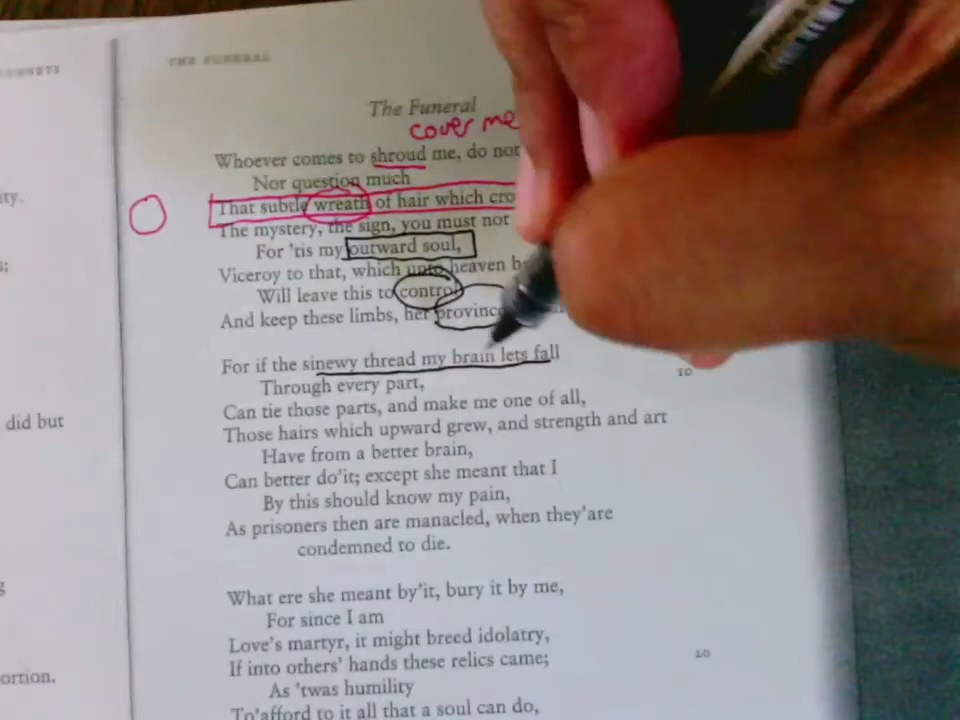 THE FUNERAL
The Funeral
cover me
Whoever comes to shroud me, do not
Nor question much
That subtle wreath of hair which
The mystery, the sign, you must not
For 'tis my outward soul,
Viceroy to that, which unto heaven
Will leave this to control
And keep these limbs, her
For if the sinewy thread my brain lets fall
Through every part,
10
Can tie those parts, and make me one of all,
did but
Those hairs which upward grew, and strength and art
Have from a better brain,
Can better do'it; except she meant that I
By this should know my pain,
As prisoners then are manacled, when they'are
condemned to die.
What ere she meant by'it, bury it by me,
For since I am
Love's martyr, it might breed idolatry,
20
If into others' hands these relics came;
As 'twas humility
To'afford to it all that a soul can do,